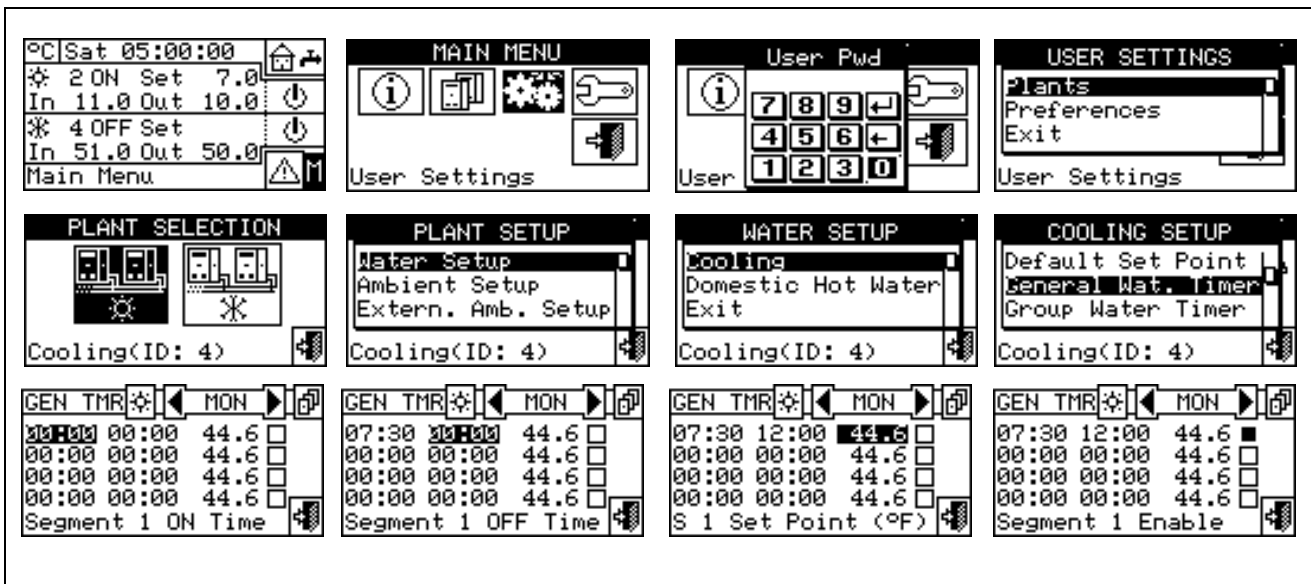 °C Sat 05:00:00
2 ON Set 7.0
In 11.0 Out 10.0
4 OFF Set
In 51.0 Out 50.0
Main Menu M
MAIN MENU
i
User Settings
User Pwd
i
7 8 9
4 5 6
1 2 3 0
User
USER SETTINGS
Plants
Preferences
Exit
User Settings
PLANT SELECTION
Cooling(ID: 4)
PLANT SETUP
Water Setup
Ambient Setup
Extern. Amb. Setup
Cooling(ID: 4)
WATER SETUP
Cooling
Domestic Hot Water
Exit
Cooling(ID: 4)
COOLING SETUP
Default Set Point
General Wat. Timer
Group Water Timer
Cooling(ID: 4)
GEN TMR MON
00:00 00:00 44.6
00:00 00:00 44.6
00:00 00:00 44.6
00:00 00:00 44.6
Segment 1 ON Time
GEN TMR MON
07:30 00:00 44.6
00:00 00:00 44.6
00:00 00:00 44.6
00:00 00:00 44.6
Segment 1 OFF Time
GEN TMR MON
07:30 12:00 44.6
00:00 00:00 44.6
00:00 00:00 44.6
00:00 00:00 44.6
S 1 Set Point (°F)
GEN TMR MON
07:30 12:00 44.6
00:00 00:00 44.6
00:00 00:00 44.6
00:00 00:00 44.6
Segment 1 Enable